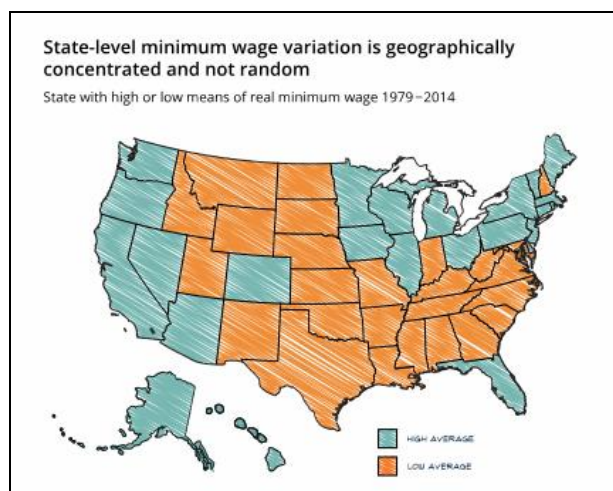 State-level minimum wage variation is geographically
concentrated and not random
State with high or low means of real minimum wage 1979–2014
HIGH AVERAGE
LOW AVERAGE